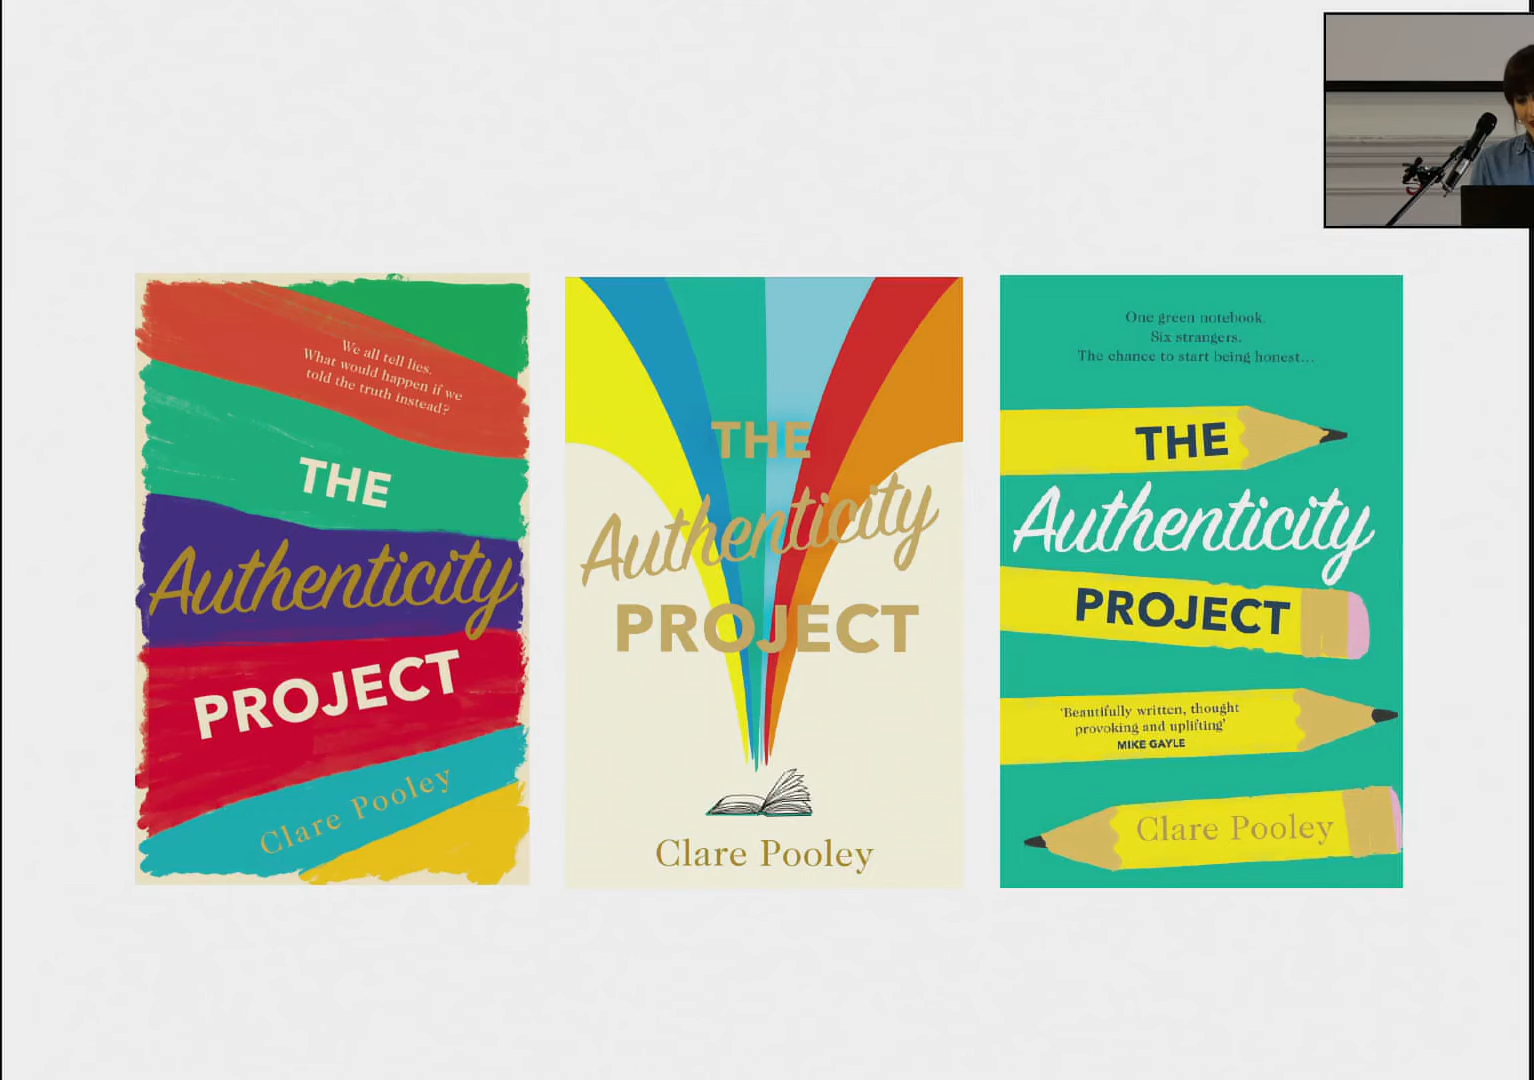 We all tell lies.
What would happen if we
told the truth instead?
THE
Authenticity
PROJECT
Clare Pooley
THE
Authenticity
PROJECT
Clare Pooley
One green notebook.
Six strangers.
The chance to start being honest...
THE
Authenticity
PROJECT
'Beautifully written, thought
provoking and uplifting'
MIKE GAYLE
Clare Pooley